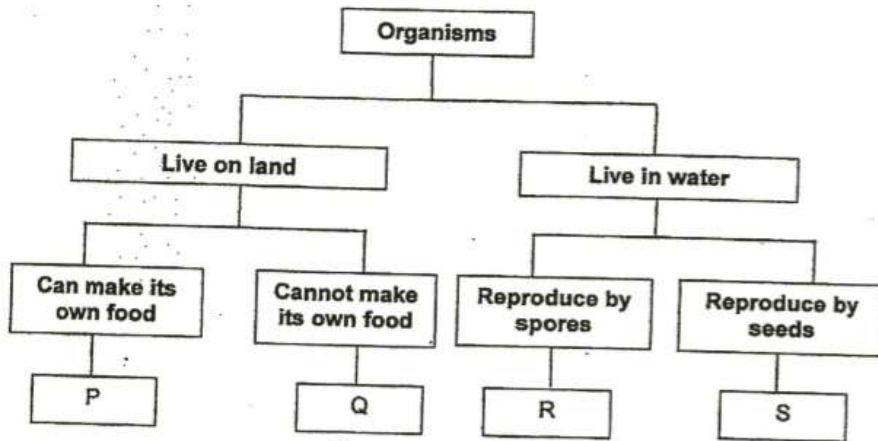 Organisms
Live on land
Live in water
Can make its
own food
Cannot make
its own food
Reproduce by
spores
Reproduce by
seeds
P
Q
R
S